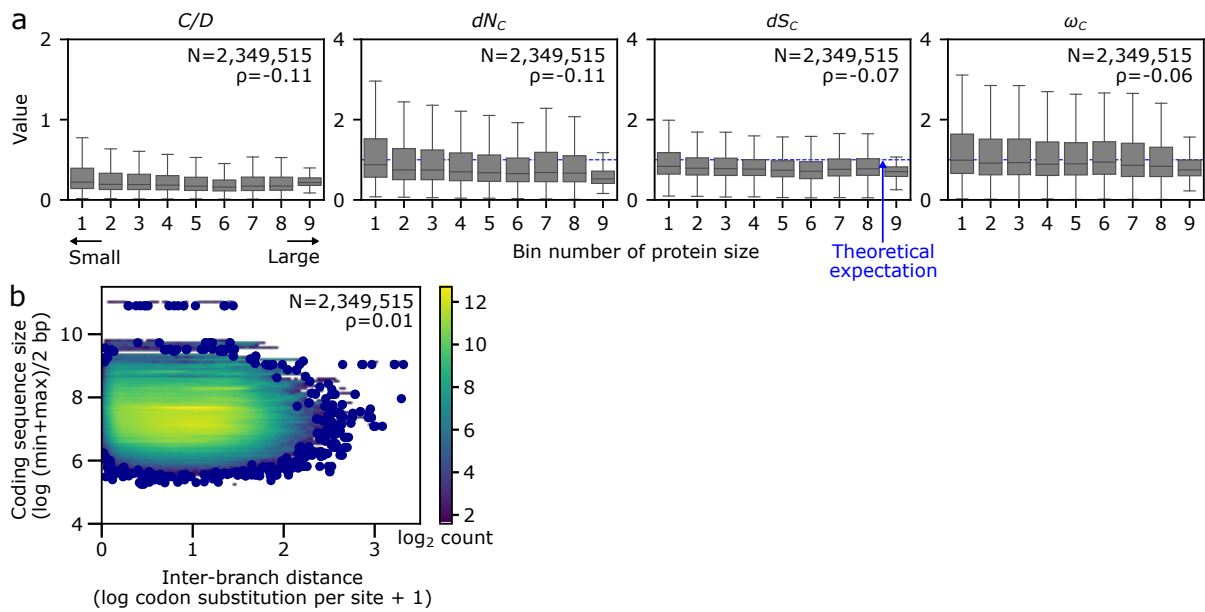 a
C/D
dN_C
dS_C
ω_C
Value
2
1
0
N=2,349,515
ρ=-0.11
1 2 3 4 5 6 7 8 9
4
2
0
N=2,349,515
ρ=-0.11
1 2 3 4 5 6 7 8 9
4
2
0
N=2,349,515
ρ=-0.07
1 2 3 4 5 6 7 8 9
4
2
0
N=2,349,515
ρ=-0.06
1 2 3 4 5 6 7 8 9
Small
Large
Bin number of protein size
Theoretical
expectation
b
Coding sequence size
(log (min+max)/2 bp)
10
8
6
4
N=2,349,515
ρ=0.01
0 1 2 3
Inter-branch distance
(log codon substitution per site + 1)
12
10
8
6
4
2
log₂ count